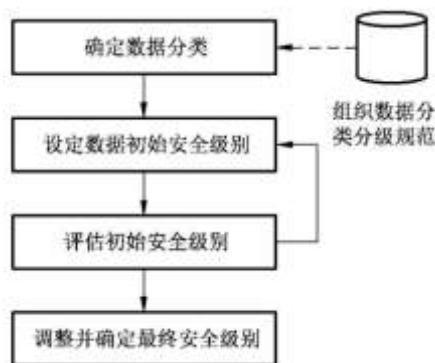 确定数据分类
组织数据分
类分级规范
设定数据初始安全级别
评估初始安全级别
调整并确定最终安全级别